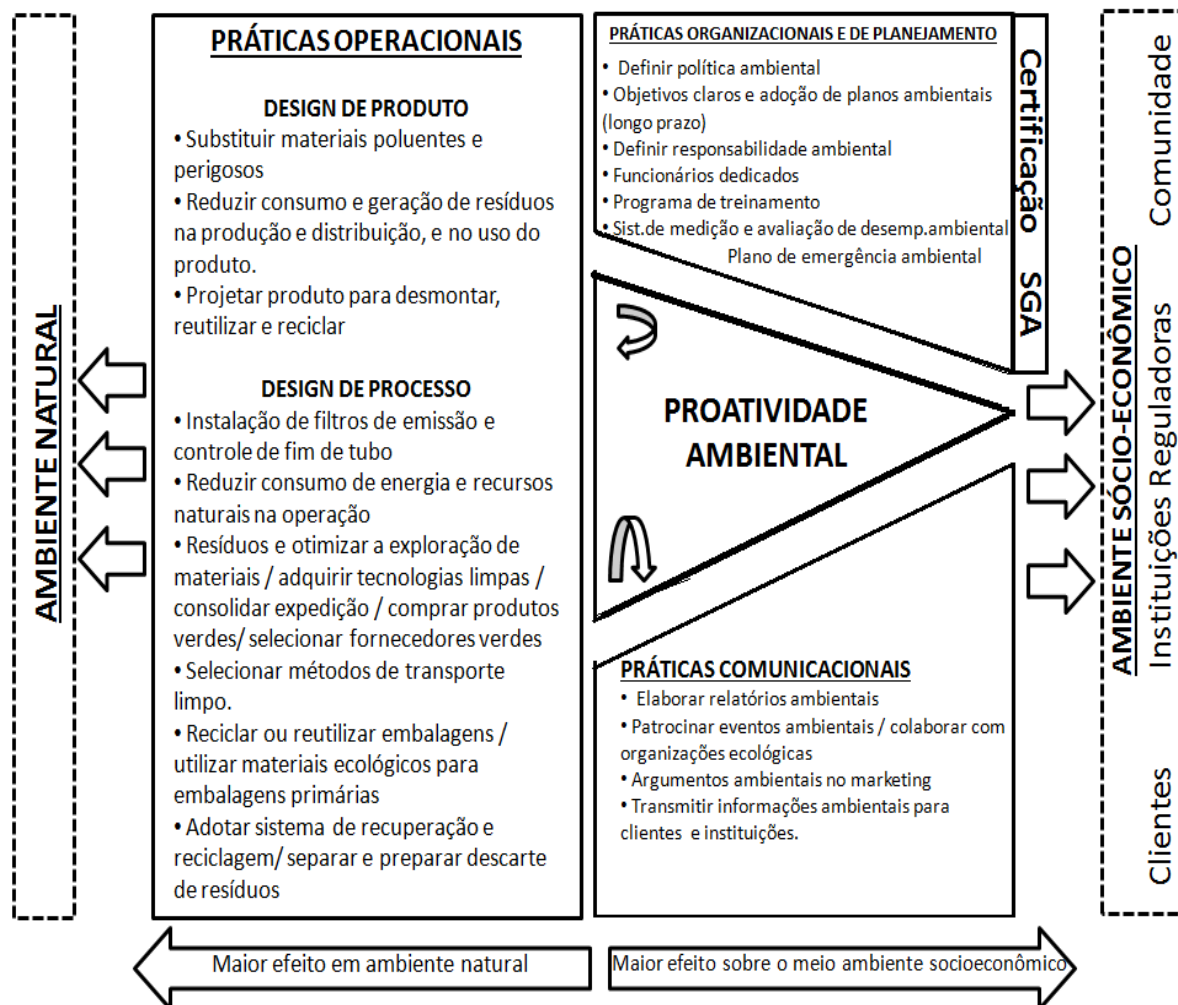 AMBIENTE NATURAL
PRÁTICAS OPERACIONAIS
DESIGN DE PRODUTO
• Substituir materiais poluentes e
perigosos
• Reduzir consumo e geração de resíduos
na produção e distribuição, e no uso do
produto.
• Projetar produto para desmontar,
reutilizar e reciclar
DESIGN DE PROCESSO
• Instalação de filtros de emissão e
controle de fim de tubo
• Reduzir consumo de energia e recursos
naturais na operação
• Resíduos e otimizar a exploração de
materiais / adquirir tecnologias limpas /
consolidar expedição / comprar produtos
verdes/ selecionar fornecedores verdes
• Selecionar métodos de transporte
limpo.
• Reciclar ou reutilizar embalagens /
utilizar materiais ecológicos para
embalagens primárias
• Adotar sistema de recuperação e
reciclagem/ separar e preparar descarte
de resíduos
PRÁTICAS ORGANIZACIONAIS E DE PLANEJAMENTO
• Definir política ambiental
• Objetivos claros e adoção de planos ambientais
(longo prazo)
• Definir responsabilidade ambiental
• Funcionários dedicados
• Programa de treinamento
• Sist.de medição e avaliação de desemp.ambiental
Plano de emergência ambiental
Certificação SGA
PROATIVIDADE
AMBIENTAL
PRÁTICAS COMUNICACIONAIS
• Elaborar relatórios ambientais
• Patrocinar eventos ambientais / colaborar com
organizações ecológicas
• Argumentos ambientais no marketing
• Transmitir informações ambientais para
clientes e instituições.
AMBIENTE SÓCIO-ECONÔMICO
Clientes Instituições Reguladoras Comunidade
Maior efeito em ambiente natural
Maior efeito sobre o meio ambiente socioeconômico